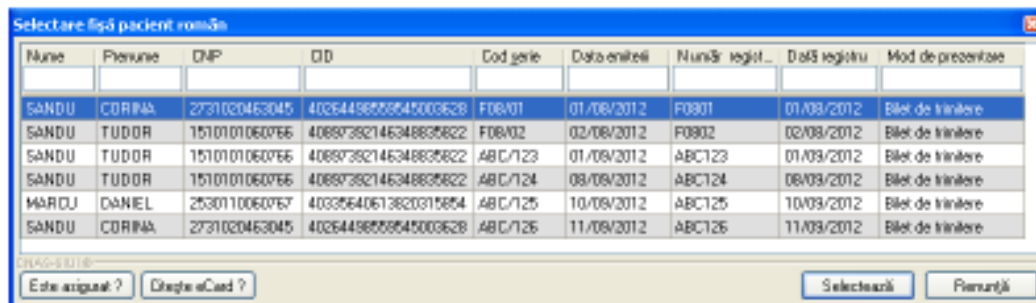 Selectare fişă pacient român
Nume Prenume CNP CID Cod serie Data emiterii Număr regist... Dată registru Mod de prezentare
SANDU CORINA 2731020463045 40264498559545003628 F08/01 01/08/2012 F0801 01/08/2012 Bilet de trimitere
SANDU TUDOR 1510101060766 40897392146348835822 F08/02 02/08/2012 F0802 02/08/2012 Bilet de trimitere
SANDU TUDOR 1510101060766 40897392146348835822 ABC/123 01/09/2012 ABC123 01/09/2012 Bilet de trimitere
SANDU TUDOR 1510101060766 40897392146348835822 ABC/124 08/09/2012 ABC124 08/09/2012 Bilet de trimitere
MARCU DANIEL 2530110060767 40335640613820315854 ABC/125 10/09/2012 ABC125 10/09/2012 Bilet de trimitere
SANDU CORINA 2731020463045 40264498559545003628 ABC/126 11/09/2012 ABC126 11/09/2012 Bilet de trimitere
CNAS-SIUI®
Este asigurat ? Citeşte eCard ? Selectează Renunţă